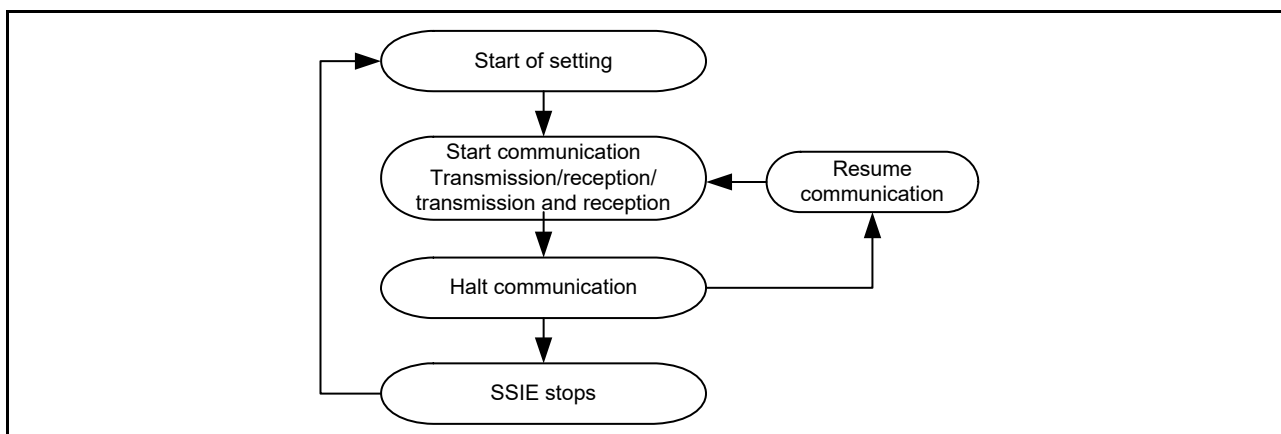 Start of setting
Start communication
Transmission/reception/
transmission and reception
Resume
communication
Halt communication
SSIE stops